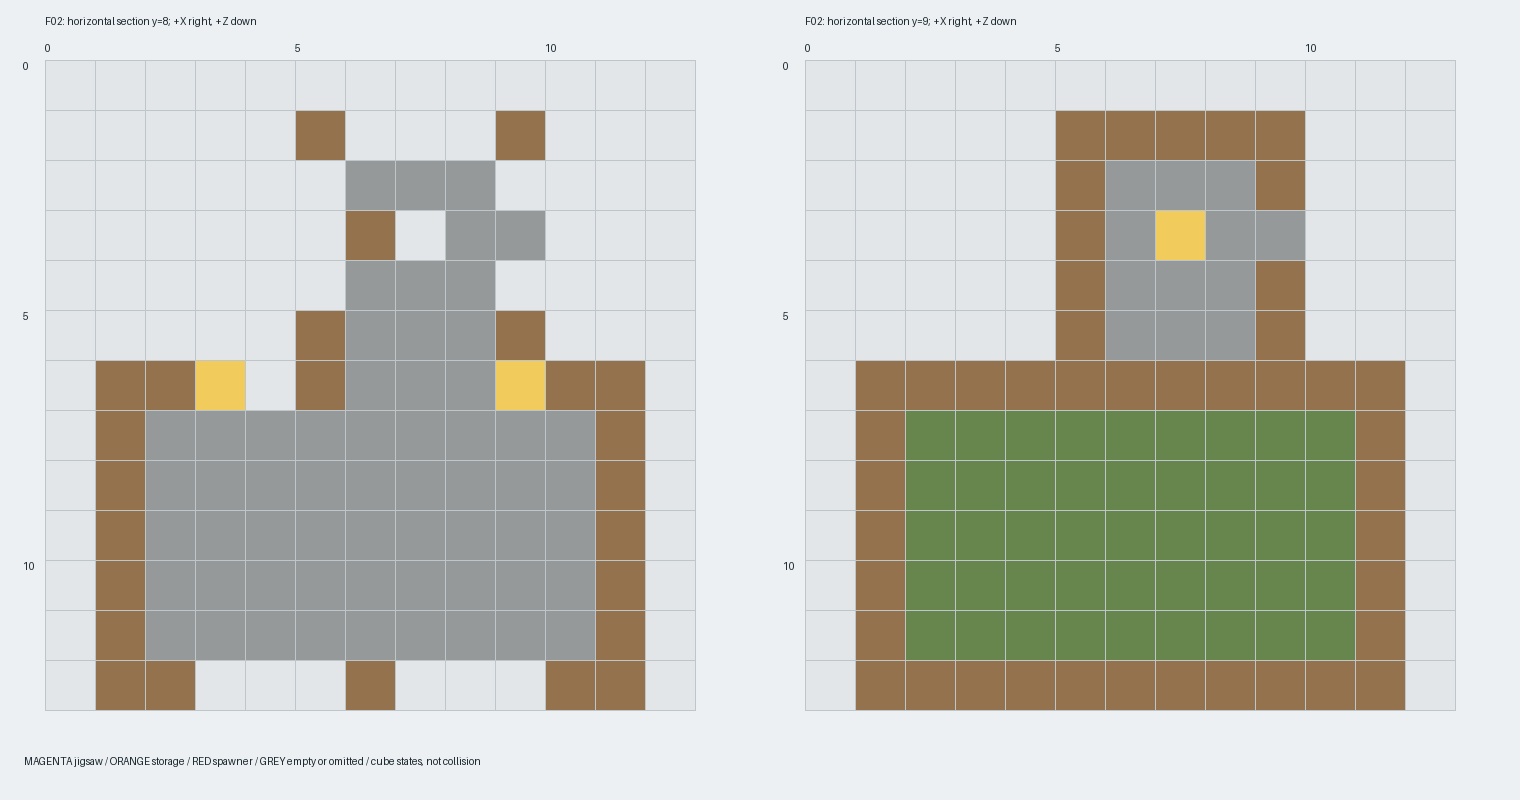 F02: horizontal section y=8; +X right, +Z down
0 5 10
0
5
10
F02: horizontal section y=9; +X right, +Z down
0 5 10
0
5
10
MAGENTA jigsaw / ORANGE storage / RED spawner / GREY empty or omitted / cube states, not collision